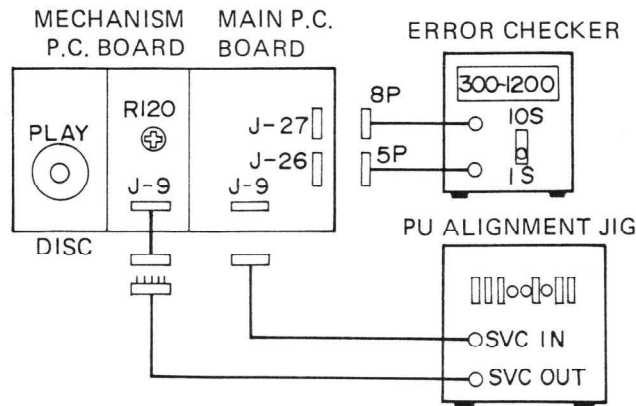 MECHANISM
P.C. BOARD
MAIN P.C.
BOARD
ERROR CHECKER
300-1200
R120
8P
10S
PLAY
J-27
J-26
5P
1S
J-9
J-9
DISC
PU ALIGNMENT JIG
SVC IN
SVC OUT